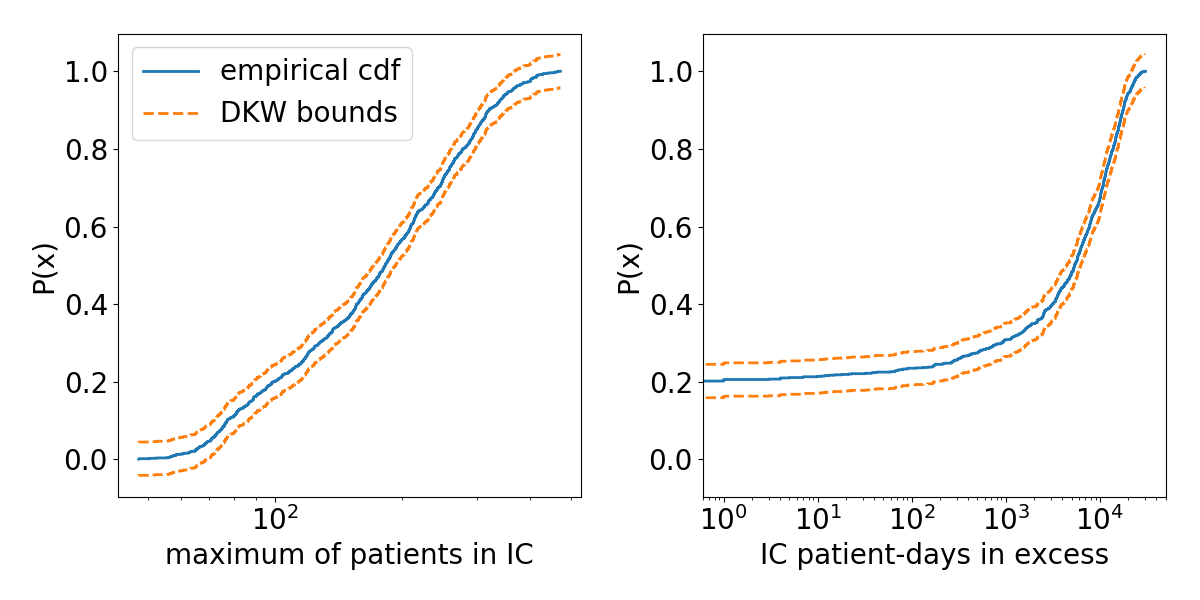 empirical cdf
DKW bounds
P(x)
1.0
0.8
0.6
0.4
0.2
0.0
10²
maximum of patients in IC
P(x)
1.0
0.8
0.6
0.4
0.2
0.0
10⁰ 10¹ 10² 10³ 10⁴
IC patient-days in excess